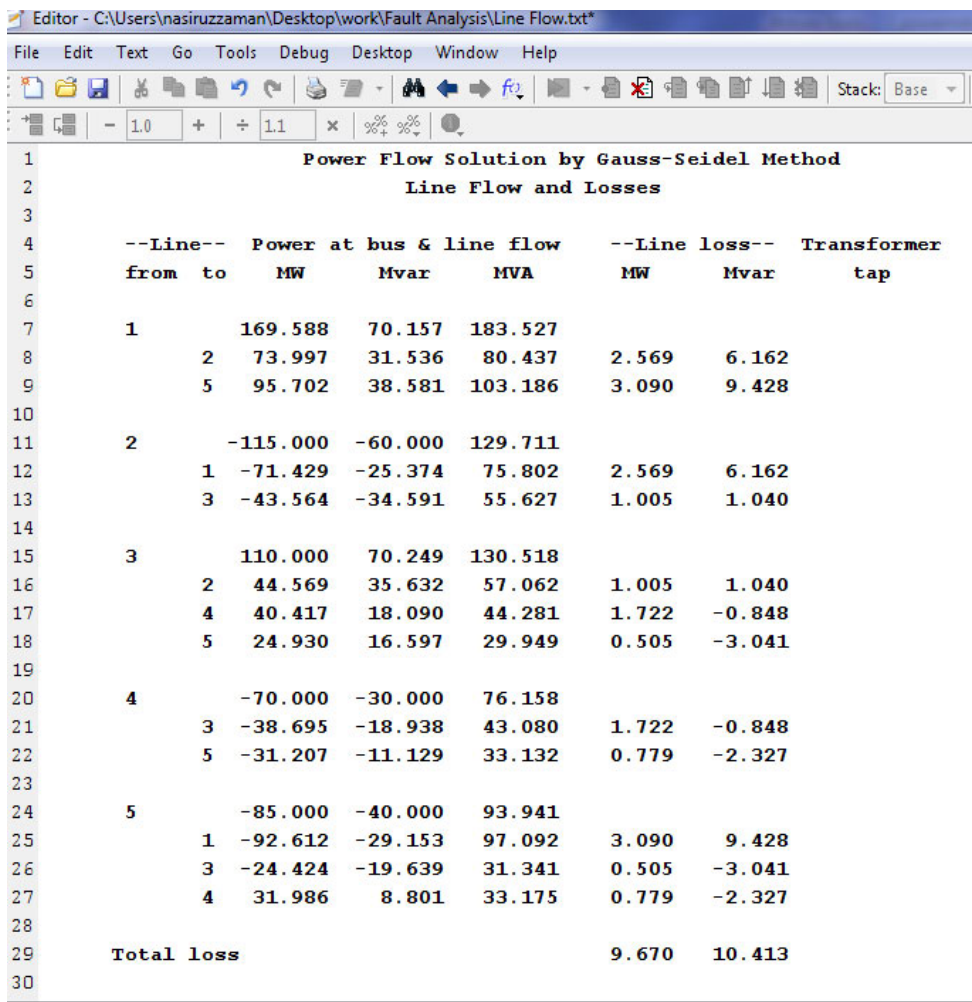 Editor - C:\Users\nasiruzzaman\Desktop\work\Fault Analysis\Line Flow.txt*
File Edit Text Go Tools Debug Desktop Window Help
Stack: Base
- 1.0 + ÷ 1.1 ×
1 Power Flow Solution by Gauss-Seidel Method
2 Line Flow and Losses
3
4 --Line-- Power at bus & line flow --Line loss-- Transformer
5 from to MW Mvar MVA MW Mvar tap
6
7 1 169.588 70.157 183.527
8 2 73.997 31.536 80.437 2.569 6.162
9 5 95.702 38.581 103.186 3.090 9.428
10
11 2 -115.000 -60.000 129.711
12 1 -71.429 -25.374 75.802 2.569 6.162
13 3 -43.564 -34.591 55.627 1.005 1.040
14
15 3 110.000 70.249 130.518
16 2 44.569 35.632 57.062 1.005 1.040
17 4 40.417 18.090 44.281 1.722 -0.848
18 5 24.930 16.597 29.949 0.505 -3.041
19
20 4 -70.000 -30.000 76.158
21 3 -38.695 -18.938 43.080 1.722 -0.848
22 5 -31.207 -11.129 33.132 0.779 -2.327
23
24 5 -85.000 -40.000 93.941
25 1 -92.612 -29.153 97.092 3.090 9.428
26 3 -24.424 -19.639 31.341 0.505 -3.041
27 4 31.986 8.801 33.175 0.779 -2.327
28
29 Total loss 9.670 10.413
30